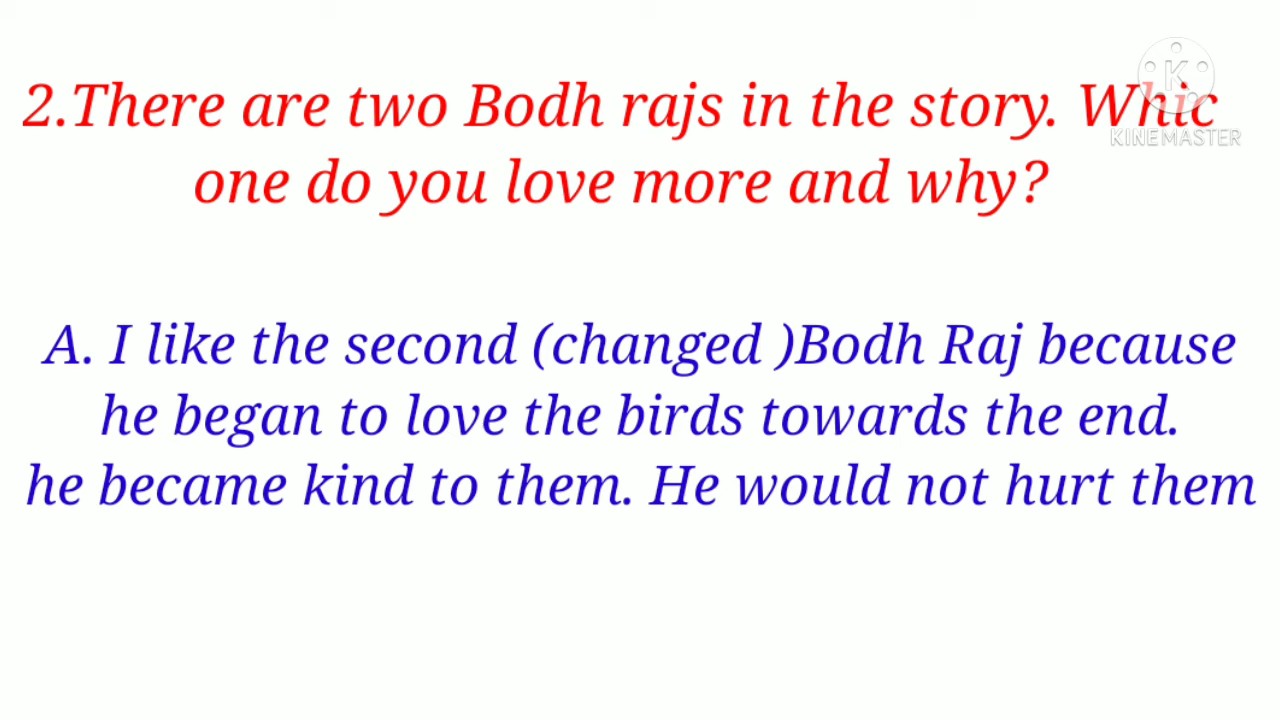 2.There are two Bodh rajs in the story. Whic
one do you love more and why?
KINEMASTER
A. I like the second (changed )Bodh Raj because
he began to love the birds towards the end.
he became kind to them. He would not hurt them